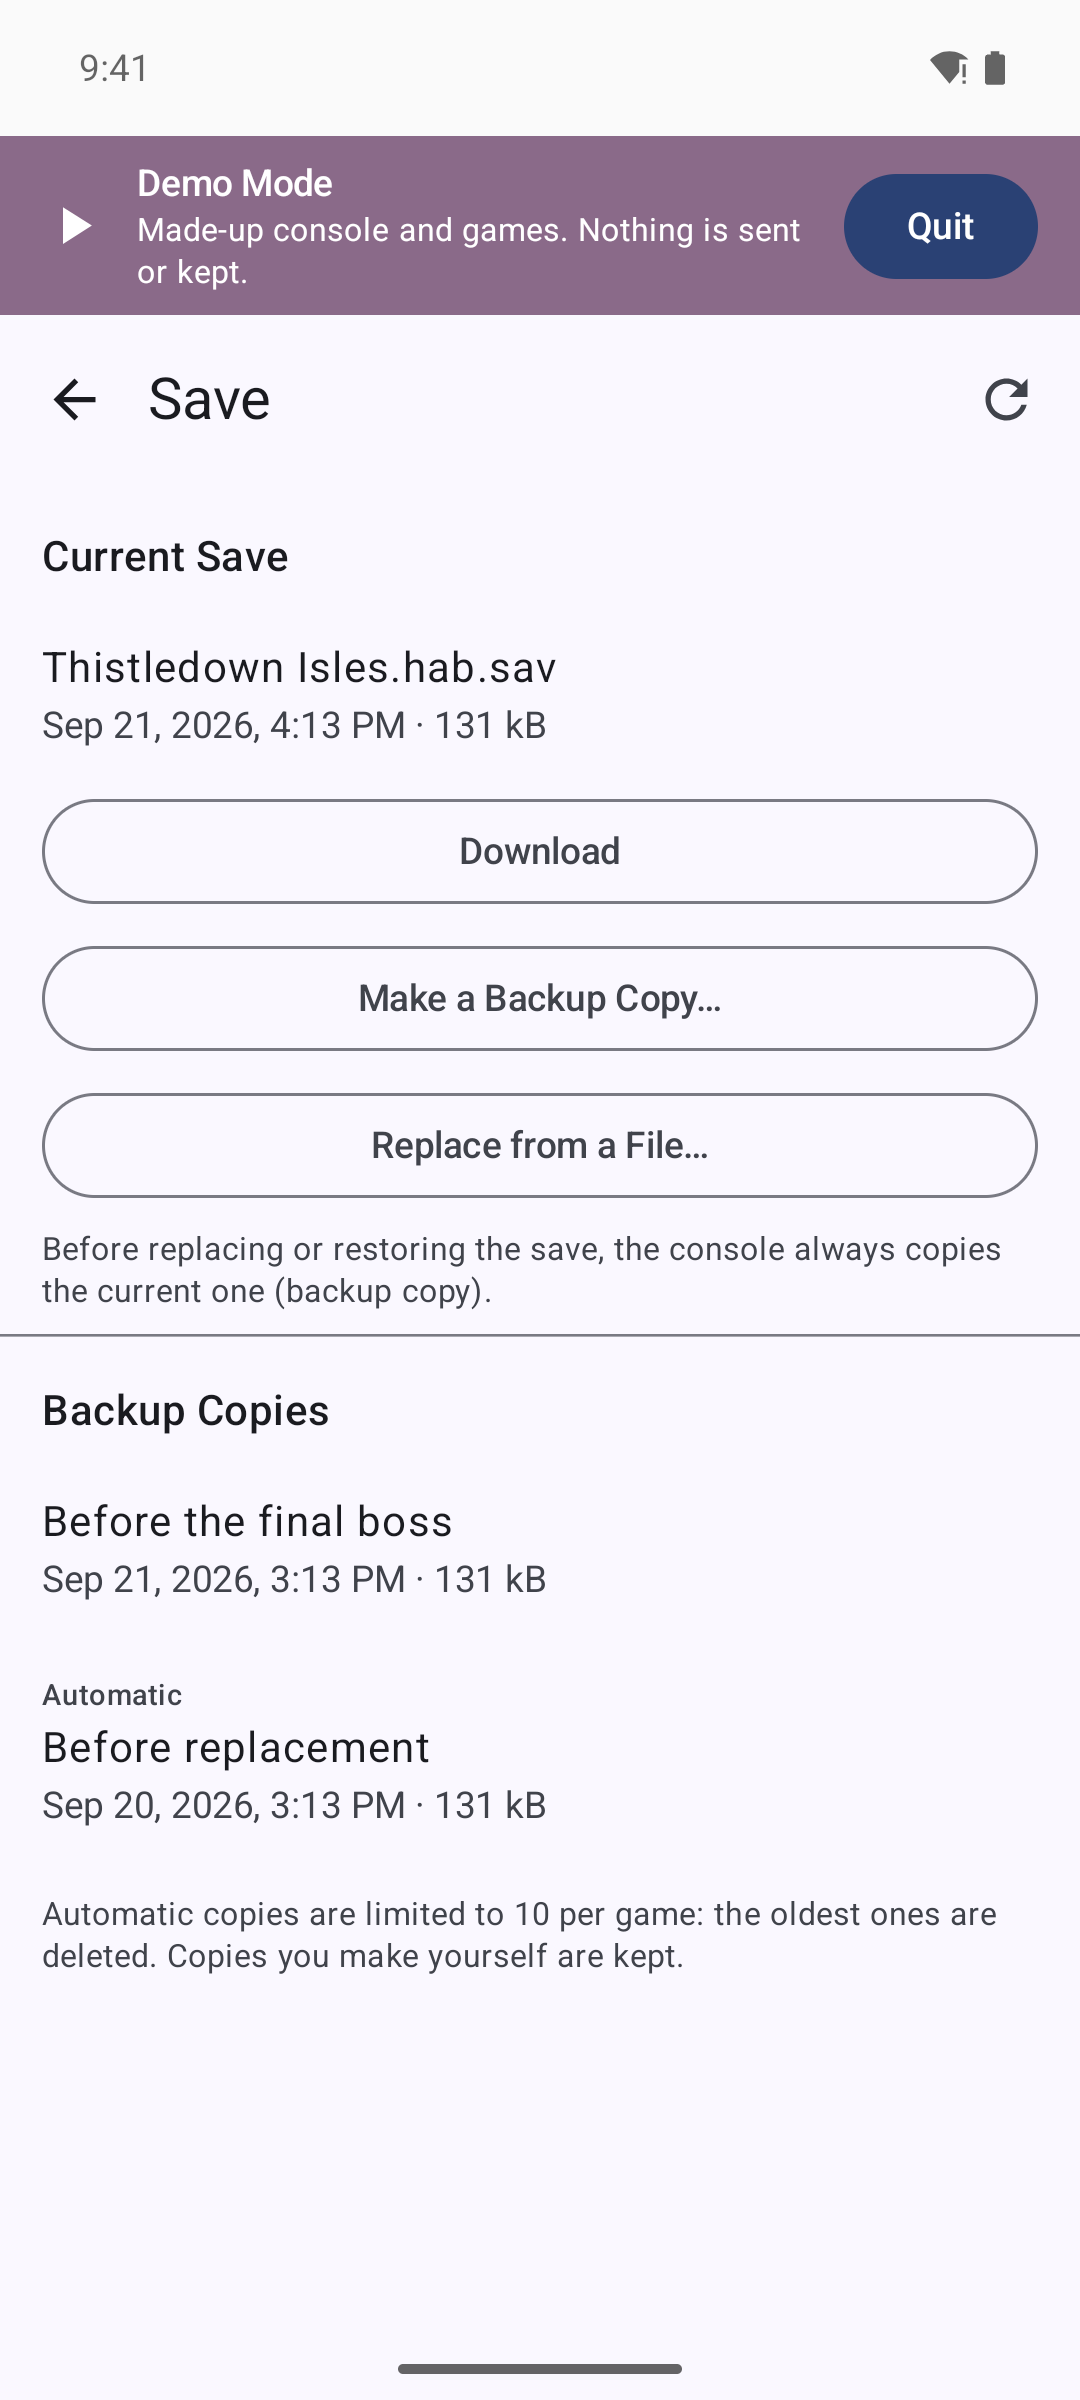 9:41
Demo Mode
Made-up console and games. Nothing is sent
or kept.
Quit
Save
Current Save
Thistledown Isles.hab.sav
Sep 21, 2026, 4:13 PM · 131 kB
Download
Make a Backup Copy…
Replace from a File…
Before replacing or restoring the save, the console always copies
the current one (backup copy).
Backup Copies
Before the final boss
Sep 21, 2026, 3:13 PM · 131 kB
Automatic
Before replacement
Sep 20, 2026, 3:13 PM · 131 kB
Automatic copies are limited to 10 per game: the oldest ones are
deleted. Copies you make yourself are kept.